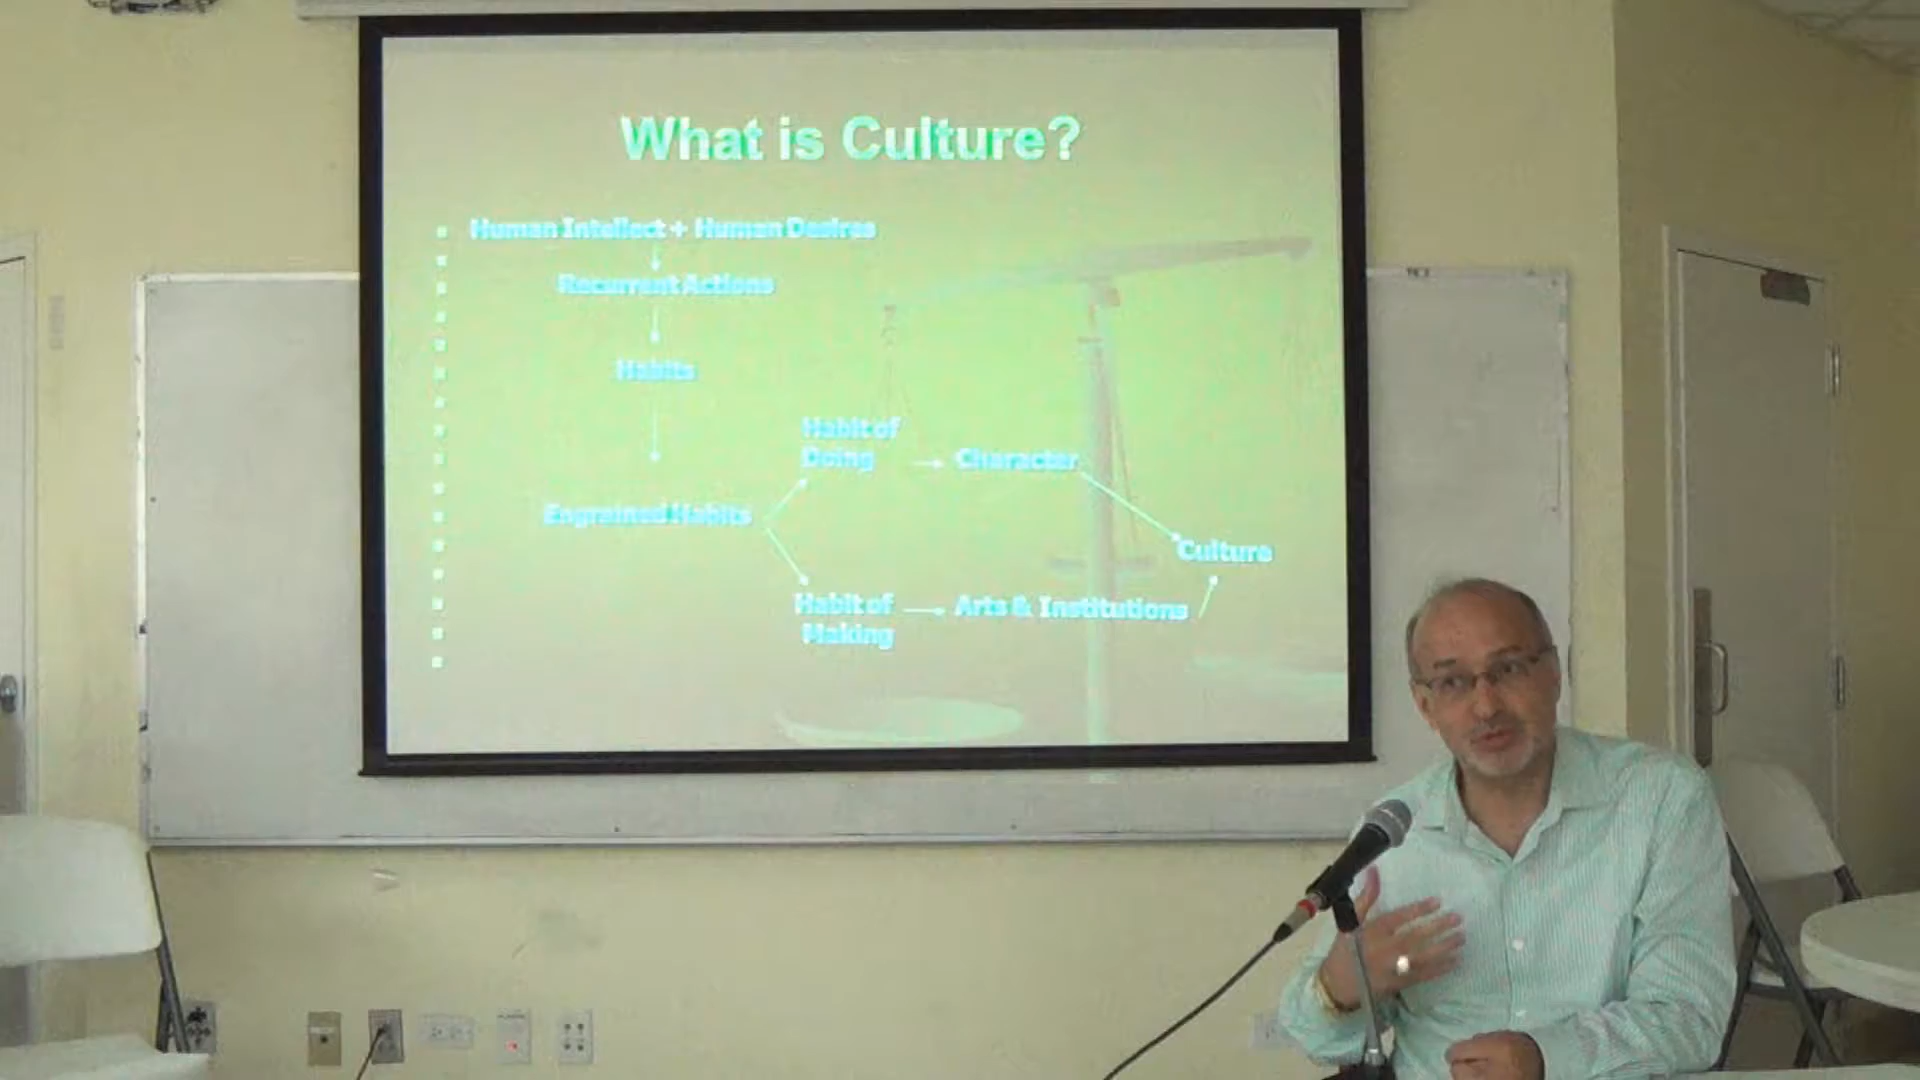 What is Culture?
Human Intellect + Human Desires
Recurrent Actions
Habits
Habit of
Doing
Character
Engrained Habits
Culture
Habit of
Making
Arts & Institutions